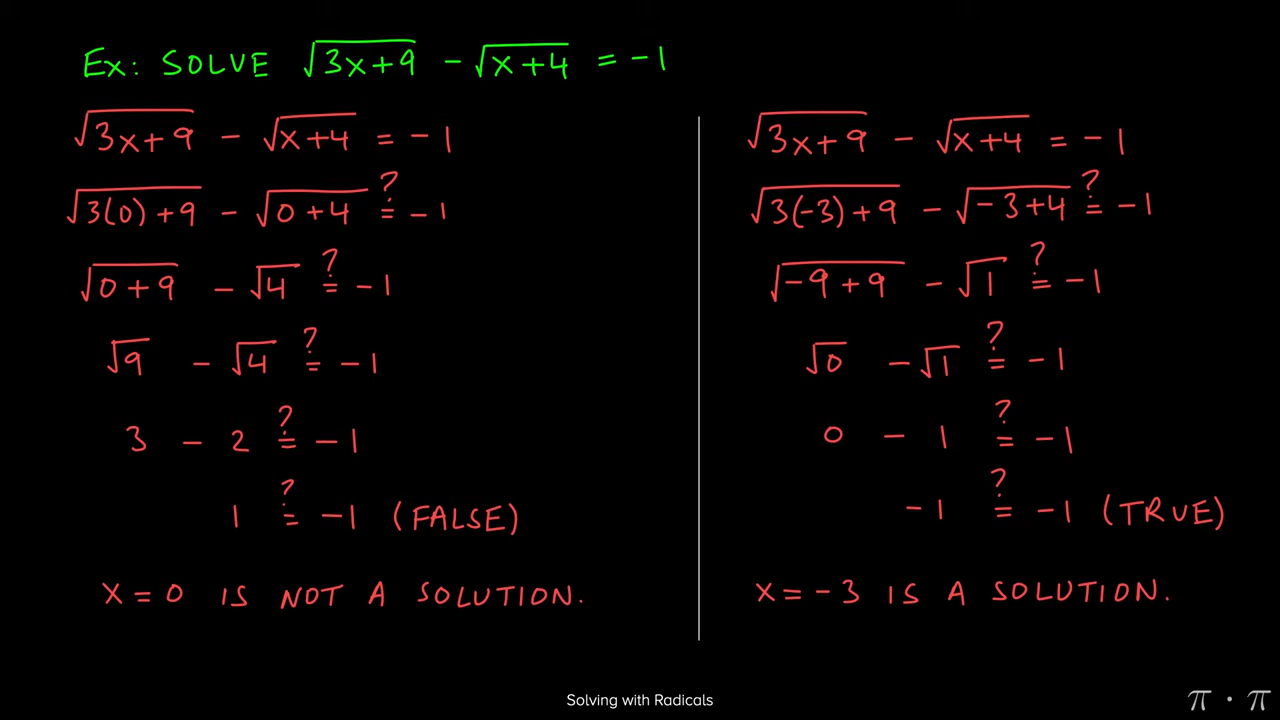 Ex: SOLVE √(3x+9) - √(x+4) = -1
√(3x+9) - √(x+4) = -1
√(3(0)+9) - √(0+4) ≟ -1
√(0+9) - √4 ≟ -1
√9 - √4 ≟ -1
3 - 2 ≟ -1
1 ≟ -1 (FALSE)
X = 0 IS NOT A SOLUTION.
√(3x+9) - √(x+4) = -1
√(3(-3)+9) - √(-3+4) ≟ -1
√(-9+9) - √1 ≟ -1
√0 - √1 ≟ -1
0 - 1 ≟ -1
-1 ≟ -1 (TRUE)
X = -3 IS A SOLUTION.
Solving with Radicals
π · π